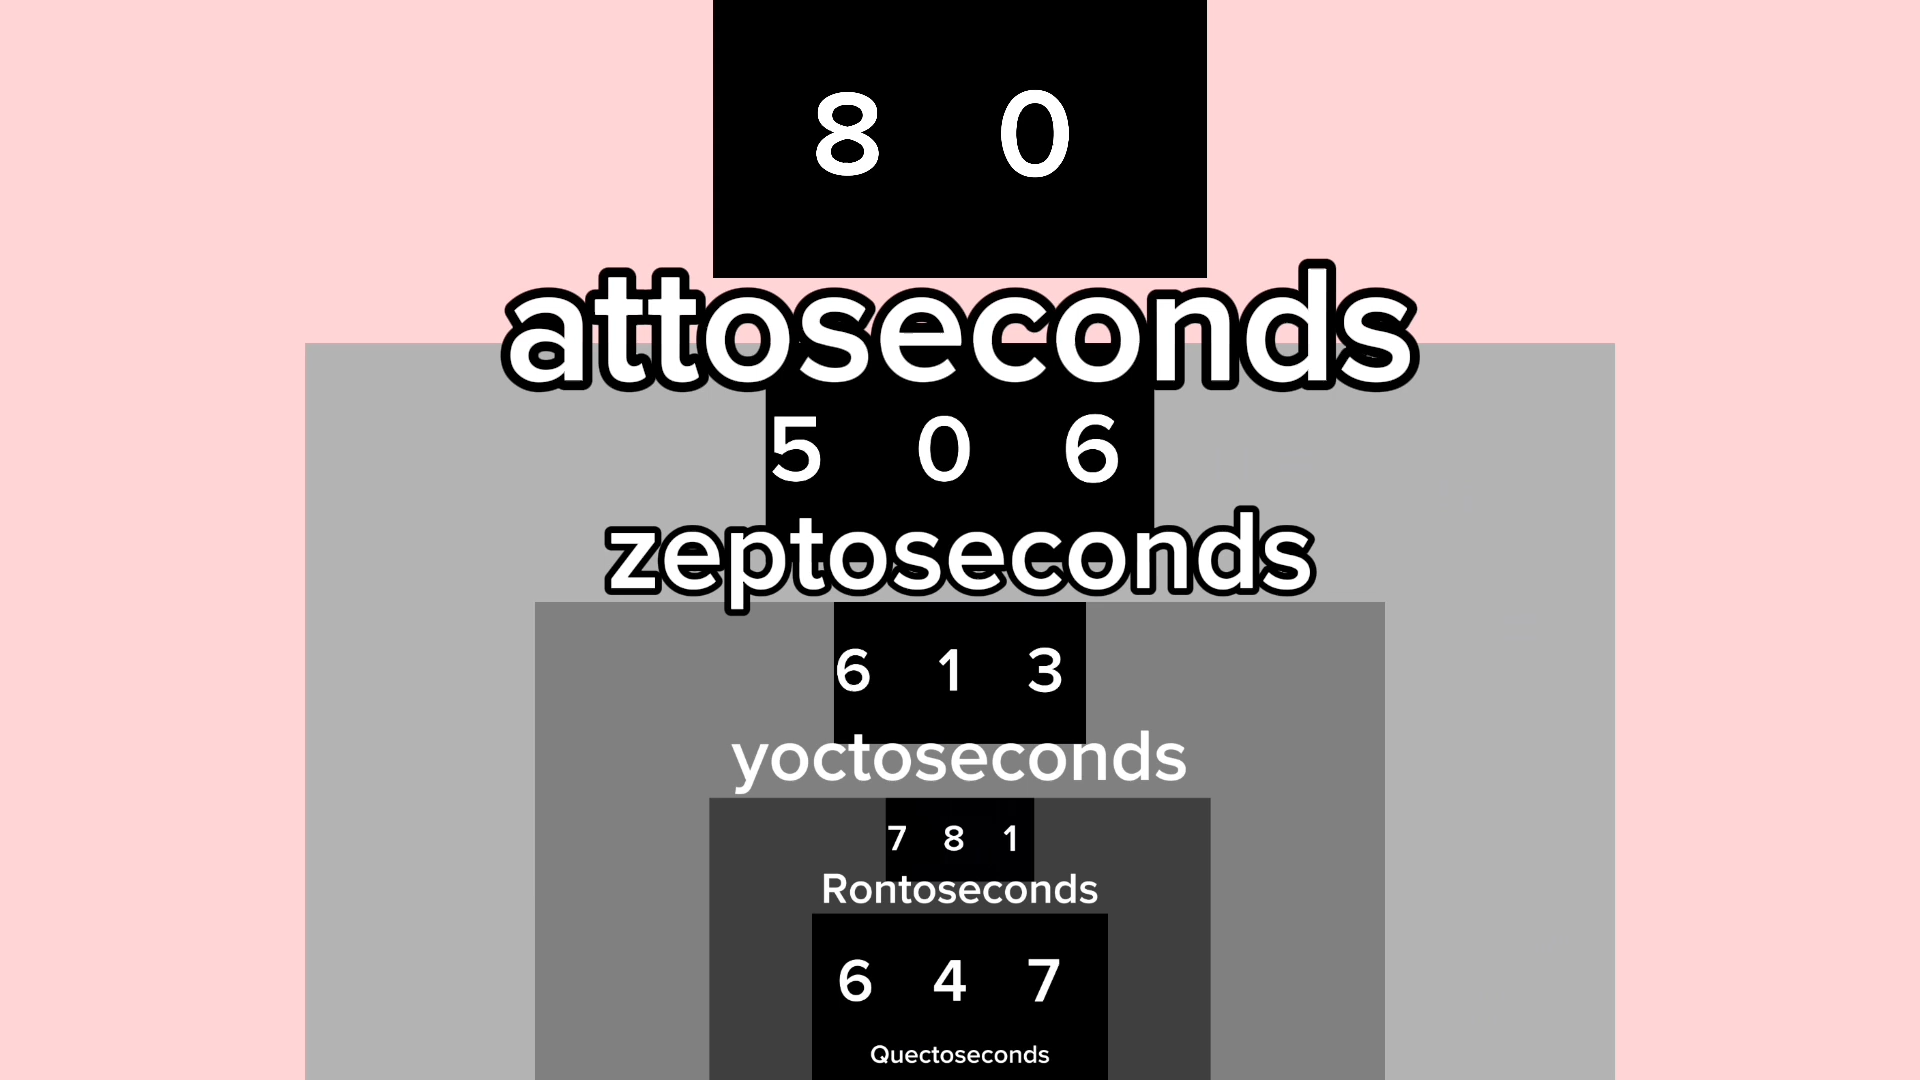 8 0
attoseconds
5 0 6
zeptoseconds
6 1 3
yoctoseconds
7 8 1
Rontoseconds
6 4 7
Quectoseconds